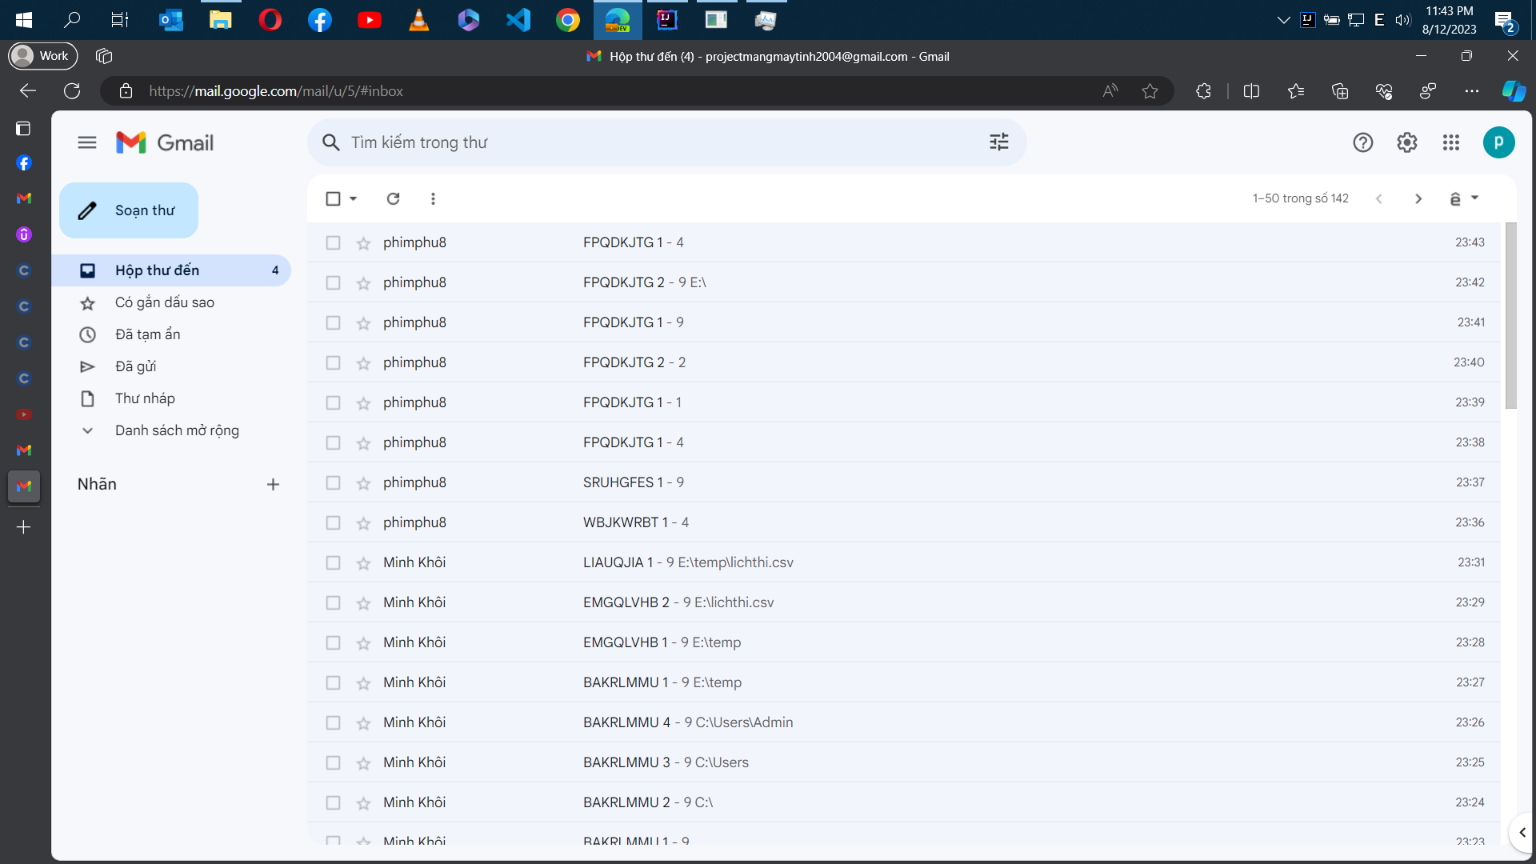 11:43 PM
8/12/2023
E
2
Work
Hộp thư đến (4) - projectmangmaytinh2004@gmail.com - Gmail
https://mail.google.com/mail/u/5/#inbox
Gmail
Tìm kiếm trong thư
p
Soạn thư
1–50 trong số 142
Hộp thư đến 4
Có gắn dấu sao
Đã tạm ẩn
Đã gửi
Thư nháp
Danh sách mở rộng
Nhãn
phimphu8 FPQDKJTG 1 - 4 23:43
phimphu8 FPQDKJTG 2 - 9 E:\ 23:42
phimphu8 FPQDKJTG 1 - 9 23:41
phimphu8 FPQDKJTG 2 - 2 23:40
phimphu8 FPQDKJTG 1 - 1 23:39
phimphu8 FPQDKJTG 1 - 4 23:38
phimphu8 SRUHGFES 1 - 9 23:37
phimphu8 WBJKWRBT 1 - 4 23:36
Minh Khôi LIAUQJIA 1 - 9 E:\temp\lichthi.csv 23:31
Minh Khôi EMGQLVHB 2 - 9 E:\lichthi.csv 23:29
Minh Khôi EMGQLVHB 1 - 9 E:\temp 23:28
Minh Khôi BAKRLMMU 1 - 9 E:\temp 23:27
Minh Khôi BAKRLMMU 4 - 9 C:\Users\Admin 23:26
Minh Khôi BAKRLMMU 3 - 9 C:\Users 23:25
Minh Khôi BAKRLMMU 2 - 9 C:\ 23:24
Minh Khôi BAKRLMMU 1 - 9 23:23